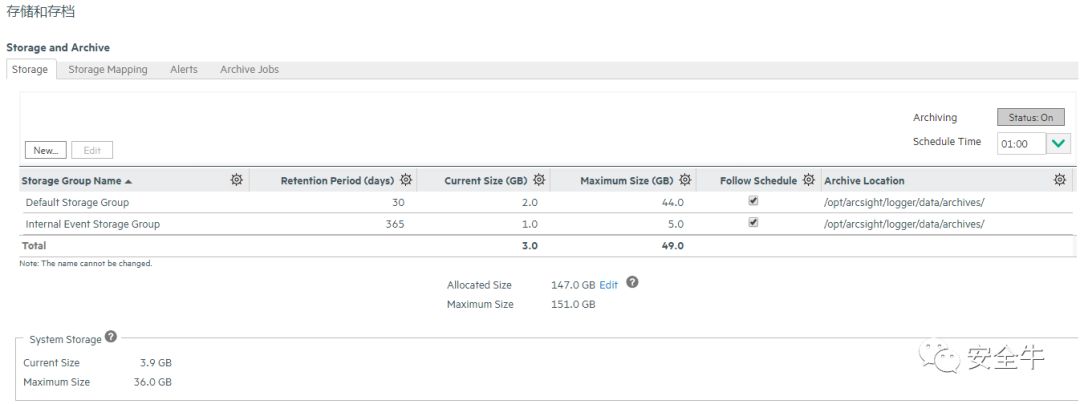 存储和存档
Storage and Archive
Storage Storage Mapping Alerts Archive Jobs
Archiving Status: On
Schedule Time 01:00
New... Edit
Storage Group Name Retention Period (days) Current Size (GB) Maximum Size (GB) Follow Schedule Archive Location
Default Storage Group 30 2.0 44.0 /opt/arcsight/logger/data/archives/
Internal Event Storage Group 365 1.0 5.0 /opt/arcsight/logger/data/archives/
Total 3.0 49.0
Note: The name cannot be changed.
Allocated Size 147.0 GB Edit ?
Maximum Size 151.0 GB
System Storage ?
Current Size 3.9 GB
Maximum Size 36.0 GB
安全牛